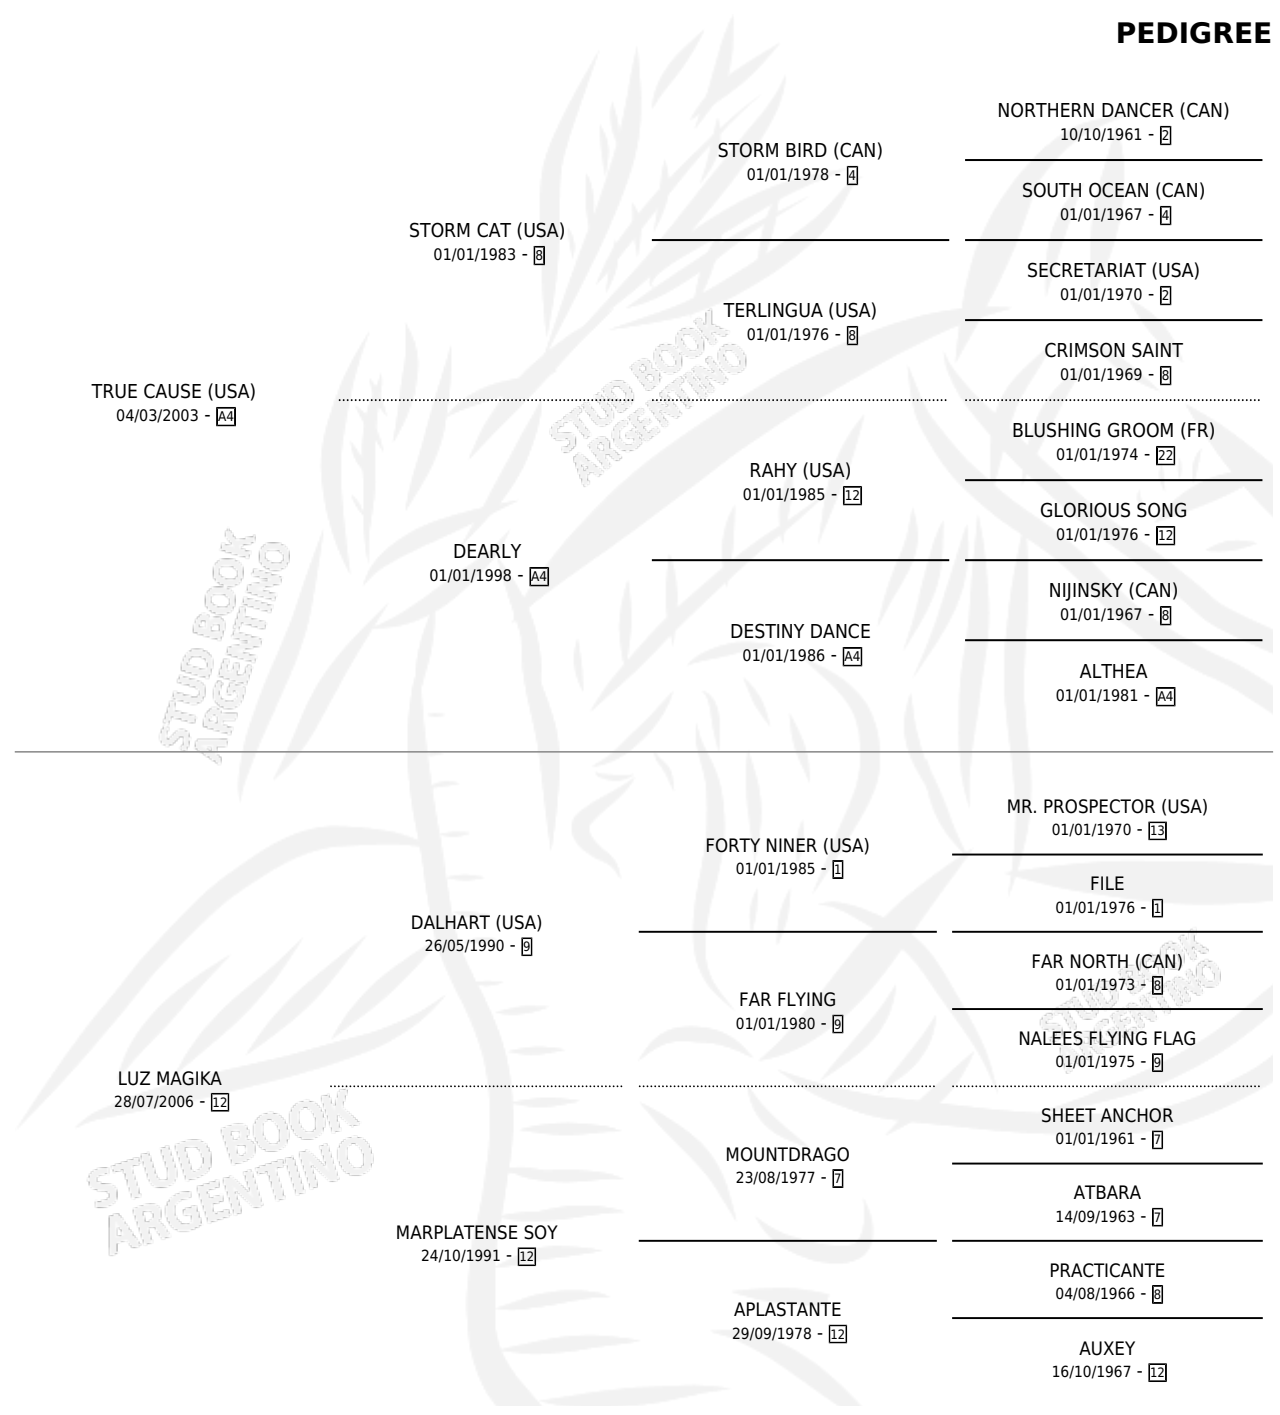 PEDIGREE
NORTHERN DANCER (CAN)
10/10/1961 - 2
STORM BIRD (CAN)
01/01/1978 - 4
SOUTH OCEAN (CAN)
01/01/1967 - 4
STORM CAT (USA)
01/01/1983 - 8
SECRETARIAT (USA)
01/01/1970 - 2
TERLINGUA (USA)
01/01/1976 - 8
CRIMSON SAINT
01/01/1969 - 8
TRUE CAUSE (USA)
04/03/2003 - A4
BLUSHING GROOM (FR)
01/01/1974 - 22
RAHY (USA)
01/01/1985 - 12
GLORIOUS SONG
01/01/1976 - 12
DEARLY
01/01/1998 - A4
NIJINSKY (CAN)
01/01/1967 - 8
DESTINY DANCE
01/01/1986 - A4
ALTHEA
01/01/1981 - A4
MR. PROSPECTOR (USA)
01/01/1970 - 13
FORTY NINER (USA)
01/01/1985 - 1
FILE
01/01/1976 - 1
DALHART (USA)
26/05/1990 - 9
FAR NORTH (CAN)
01/01/1973 - 8
FAR FLYING
01/01/1980 - 9
NALEES FLYING FLAG
01/01/1975 - 9
LUZ MAGIKA
28/07/2006 - 12
SHEET ANCHOR
01/01/1961 - 7
MOUNTDRAGO
23/08/1977 - 7
ATBARA
14/09/1963 - 7
MARPLATENSE SOY
24/10/1991 - 12
PRACTICANTE
04/08/1966 - 8
APLASTANTE
29/09/1978 - 12
AUXEY
16/10/1967 - 12
STUD BOOK
ARGENTINO
STUD BOOK
ARGENTINO
STUD BOOK
ARGENTINO
STUD BOOK
ARGENTINO